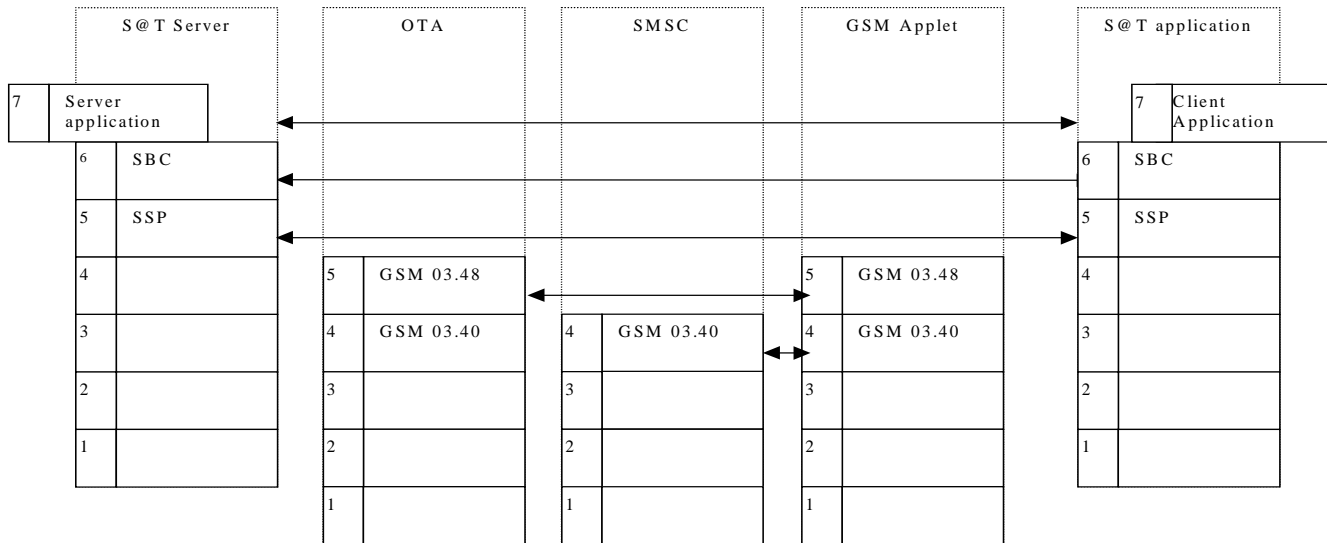 S@T Server OTA SMSC GSM Applet S@T application
7 Server application 7 Client Application
6 SBC 6 SBC
5 SSP 5 SSP
4 5 GSM 03.48 5 GSM 03.48 4
3 4 GSM 03.40 4 GSM 03.40 4 GSM 03.40 3
2 3 3 3 2
1 2 2 2 1
1 1 1